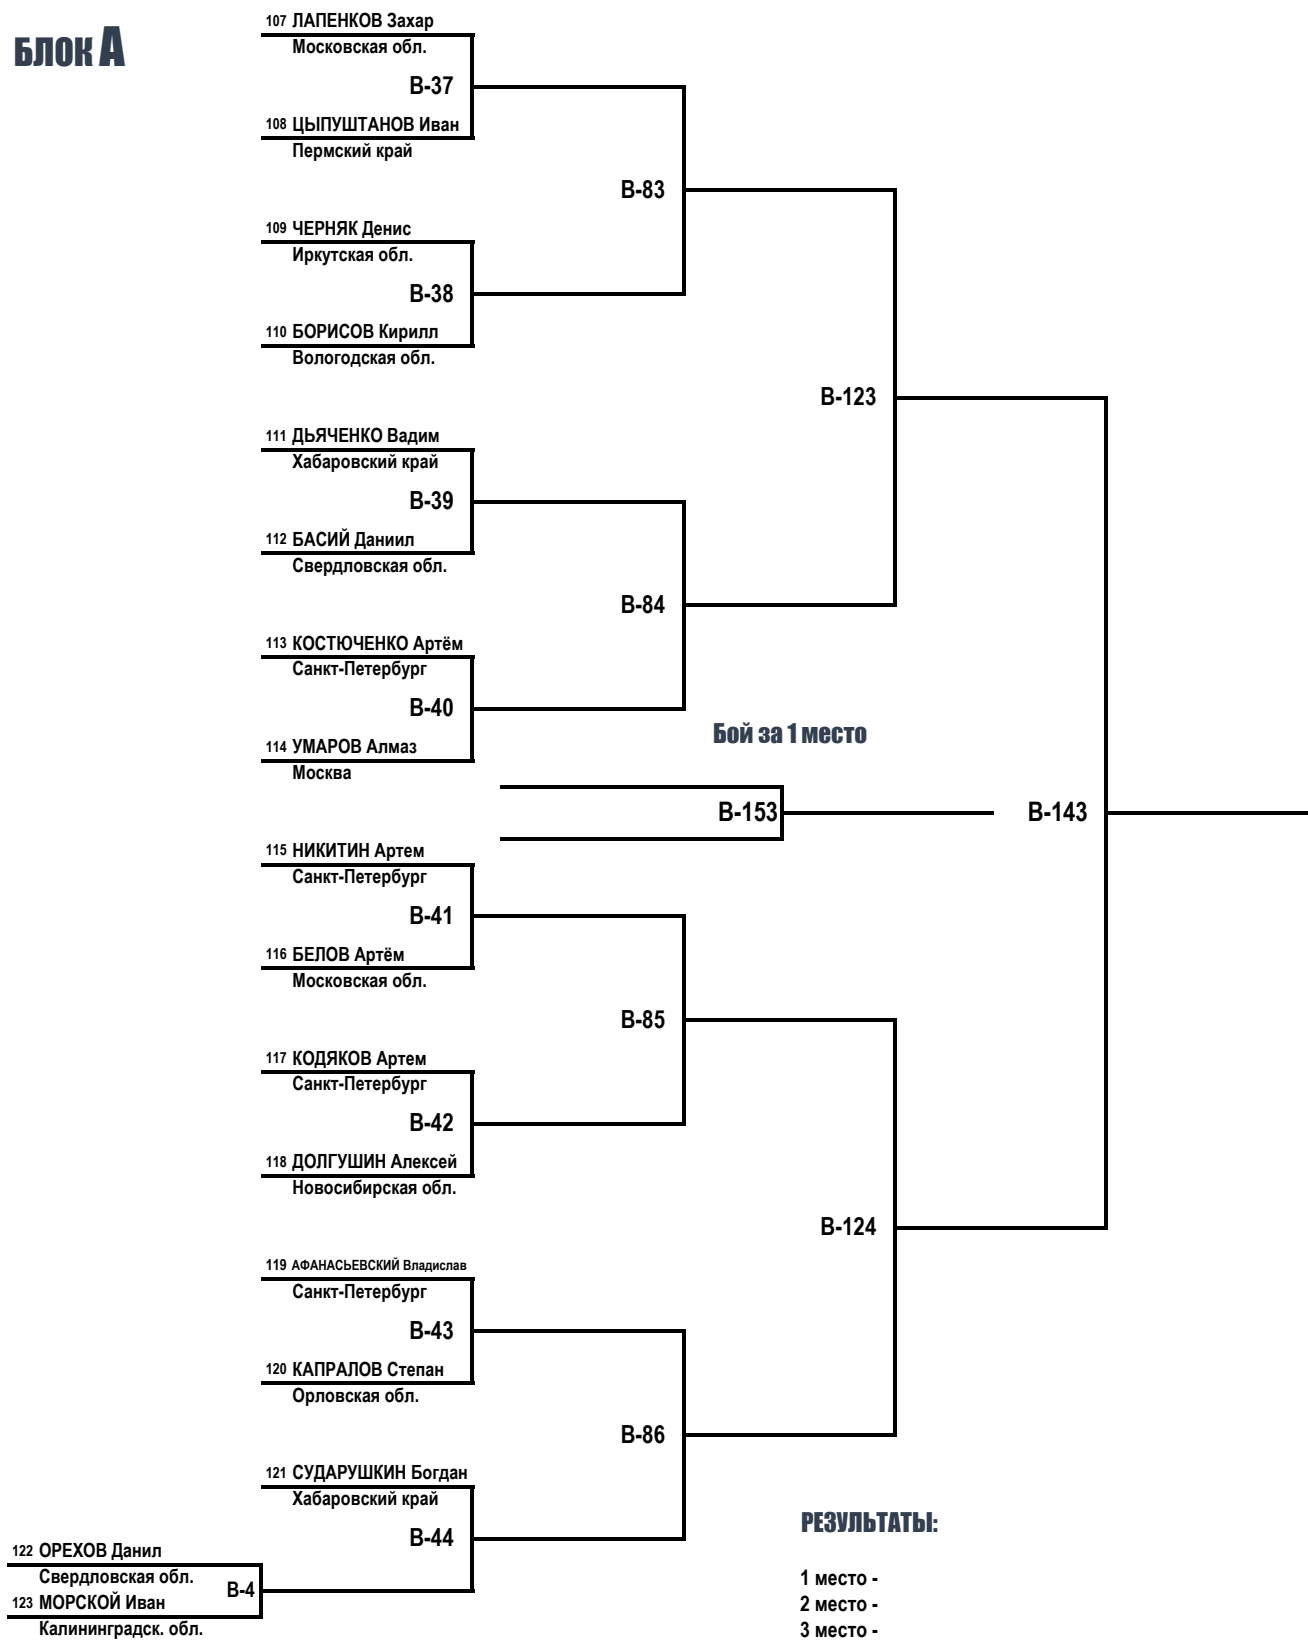 БЛОК А
107 ЛАПЕНКОВ Захар
Московская обл.
В-37
108 ЦЫПУШТАНОВ Иван
Пермский край
В-83
109 ЧЕРНЯК Денис
Иркутская обл.
В-38
110 БОРИСОВ Кирилл
Вологодская обл.
В-123
111 ДЬЯЧЕНКО Вадим
Хабаровский край
В-39
112 БАСИЙ Даниил
Свердловская обл.
В-84
113 КОСТЮЧЕНКО Артём
Санкт-Петербург
В-40
Бой за 1 место
114 УМАРОВ Алмаз
Москва
В-153
В-143
115 НИКИТИН Артем
Санкт-Петербург
В-41
116 БЕЛОВ Артём
Московская обл.
В-85
117 КОДЯКОВ Артем
Санкт-Петербург
В-42
118 ДОЛГУШИН Алексей
Новосибирская обл.
В-124
119 АФАНАСЬЕВСКИЙ Владислав
Санкт-Петербург
В-43
120 КАПРАЛОВ Степан
Орловская обл.
В-86
121 СУДАРУШКИН Богдан
Хабаровский край
В-44
РЕЗУЛЬТАТЫ:
122 ОРЕХОВ Данил
Свердловская обл.
В-4
123 МОРСКОЙ Иван
Калининградск. обл.
1 место -
2 место -
3 место -